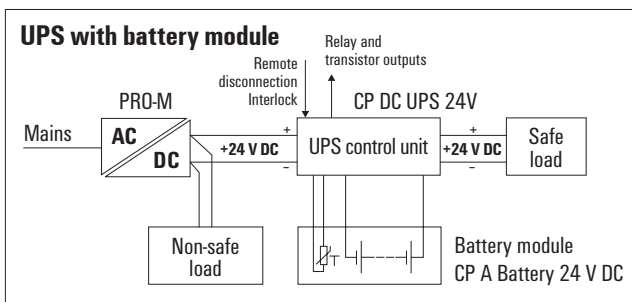 UPS with battery module
Relay and
transistor outputs
Remote
disconnection
Interlock
PRO-M
CP DC UPS 24V
Mains
AC
DC
+
+24 V DC
−
UPS control unit
+
+24 V DC
−
Safe
load
Non-safe
load
T
Battery module
CP A Battery 24 V DC